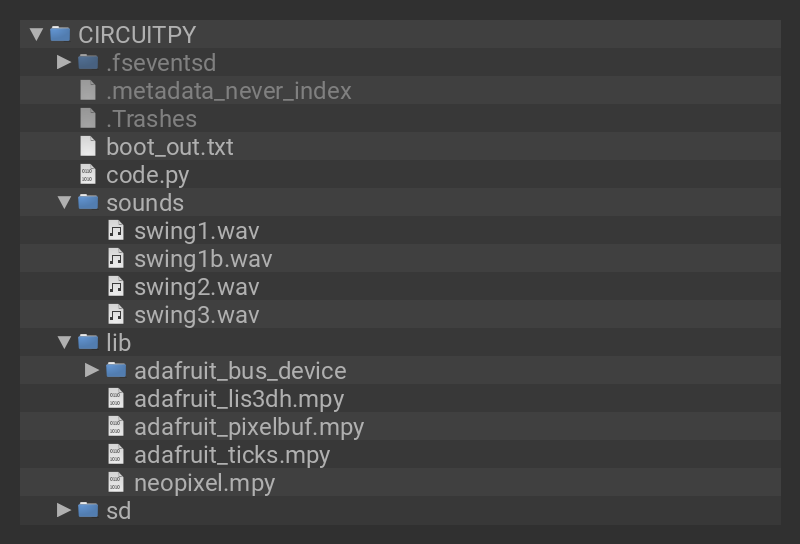 CIRCUITPY
.fseventsd
.metadata_never_index
.Trashes
boot_out.txt
code.py
sounds
swing1.wav
swing1b.wav
swing2.wav
swing3.wav
lib
adafruit_bus_device
adafruit_lis3dh.mpy
adafruit_pixelbuf.mpy
adafruit_ticks.mpy
neopixel.mpy
sd